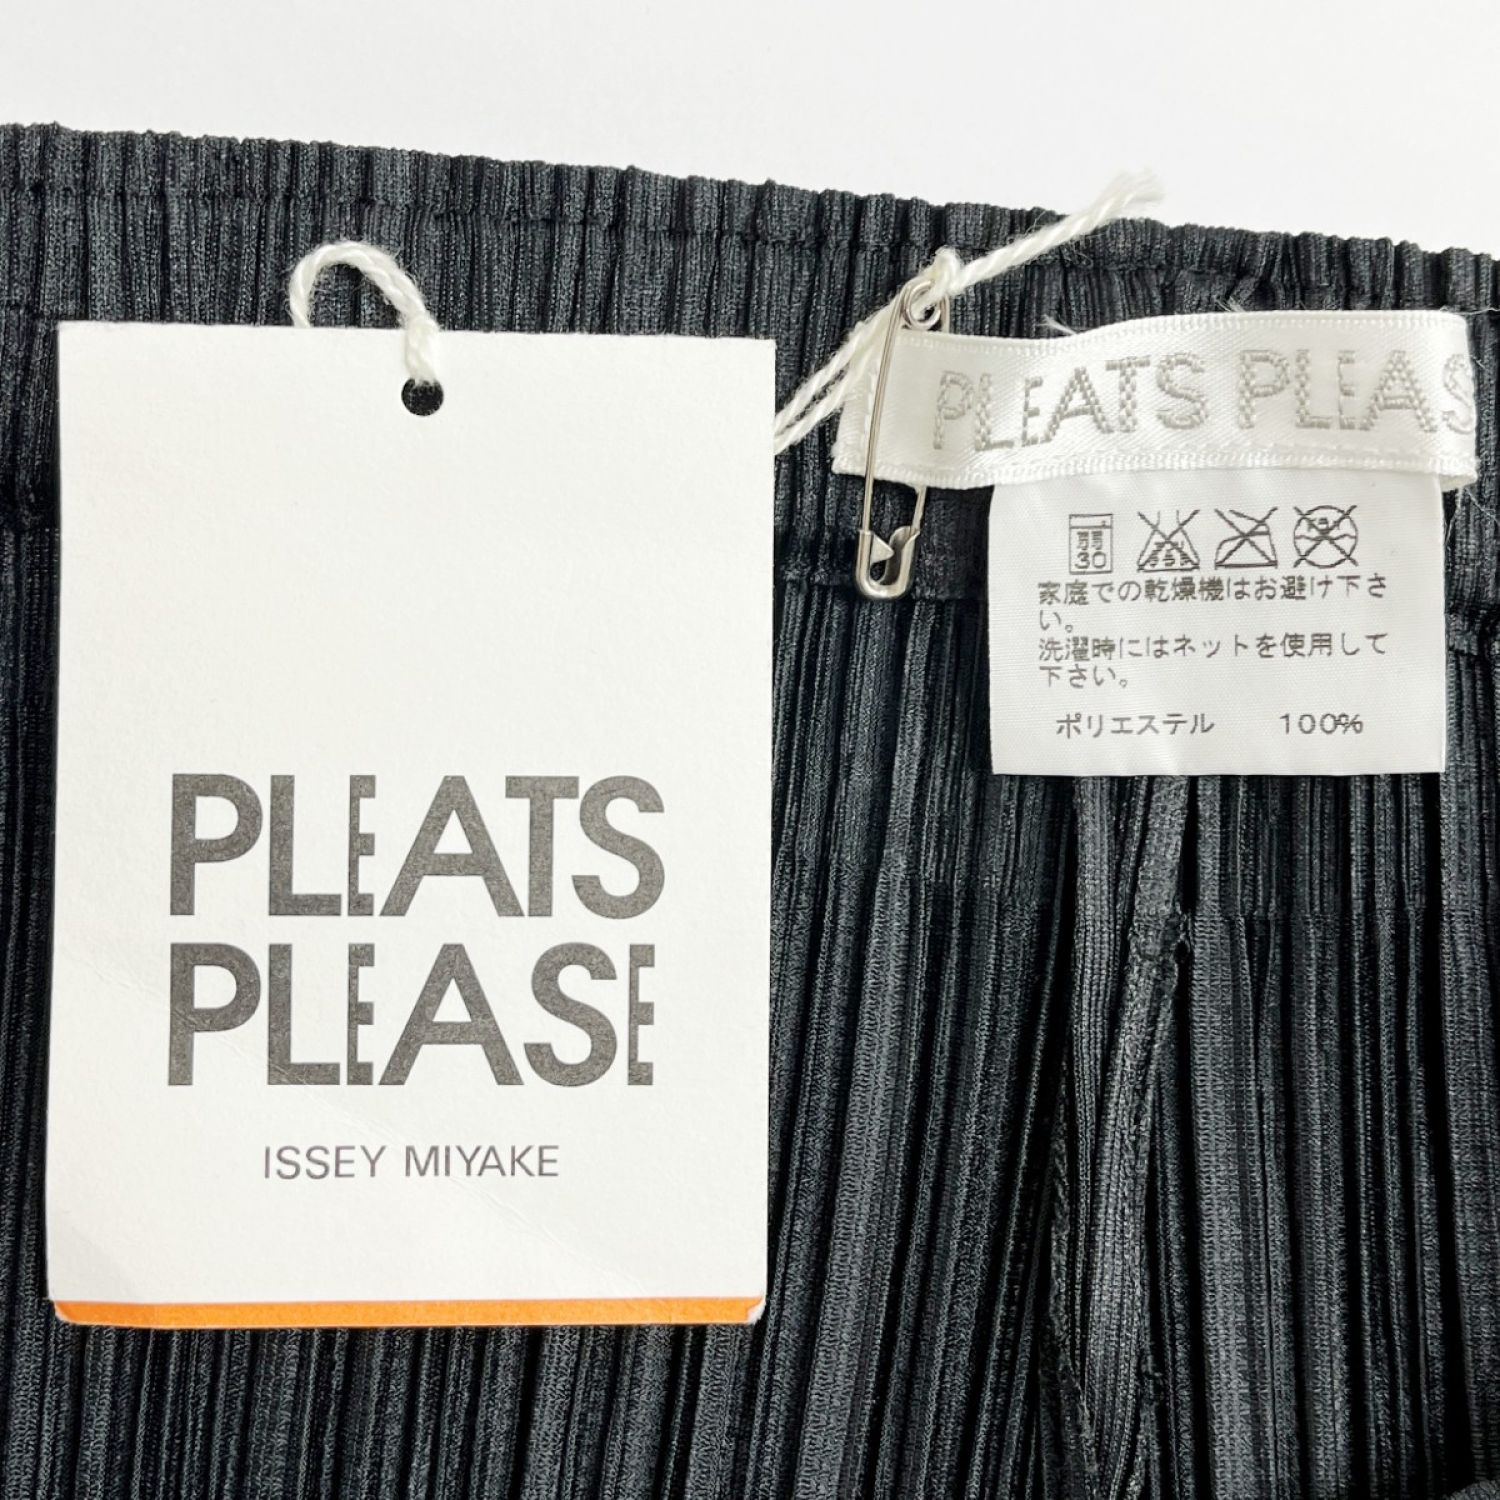 PLEATS
PLEASE
ISSEY MIYAKE
PLEATS PLEAS
弱
30
家庭での乾燥機はお避け下さ
い。
洗濯時にはネットを使用して
下さい。
ポリエステル 100%